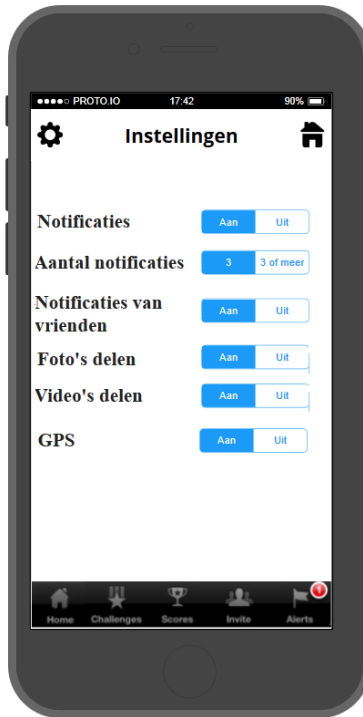 PROTO.IO 17:42 90%
Instellingen
Notificaties Aan Uit
Aantal notificaties 3 3 of meer
Notificaties van
vrienden Aan Uit
Foto's delen Aan Uit
Video's delen Aan Uit
GPS Aan Uit
1
Home Challenges Scores Invite Alerts